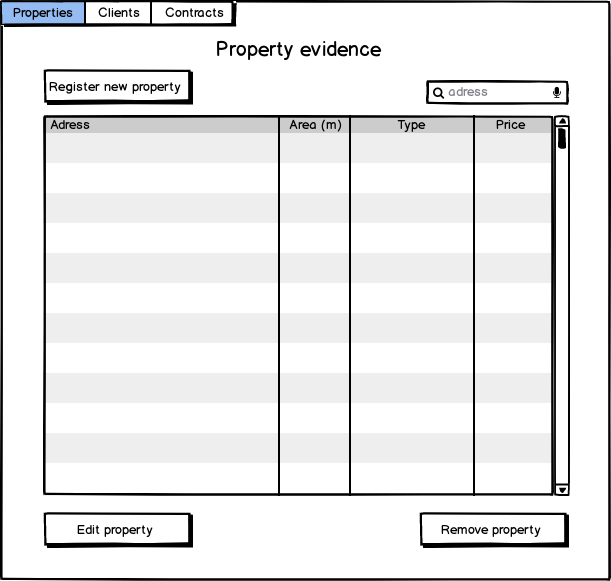 Properties Clients Contracts
Property evidence
Register new property
adress
Adress Area (m) Type Price
Edit property Remove property